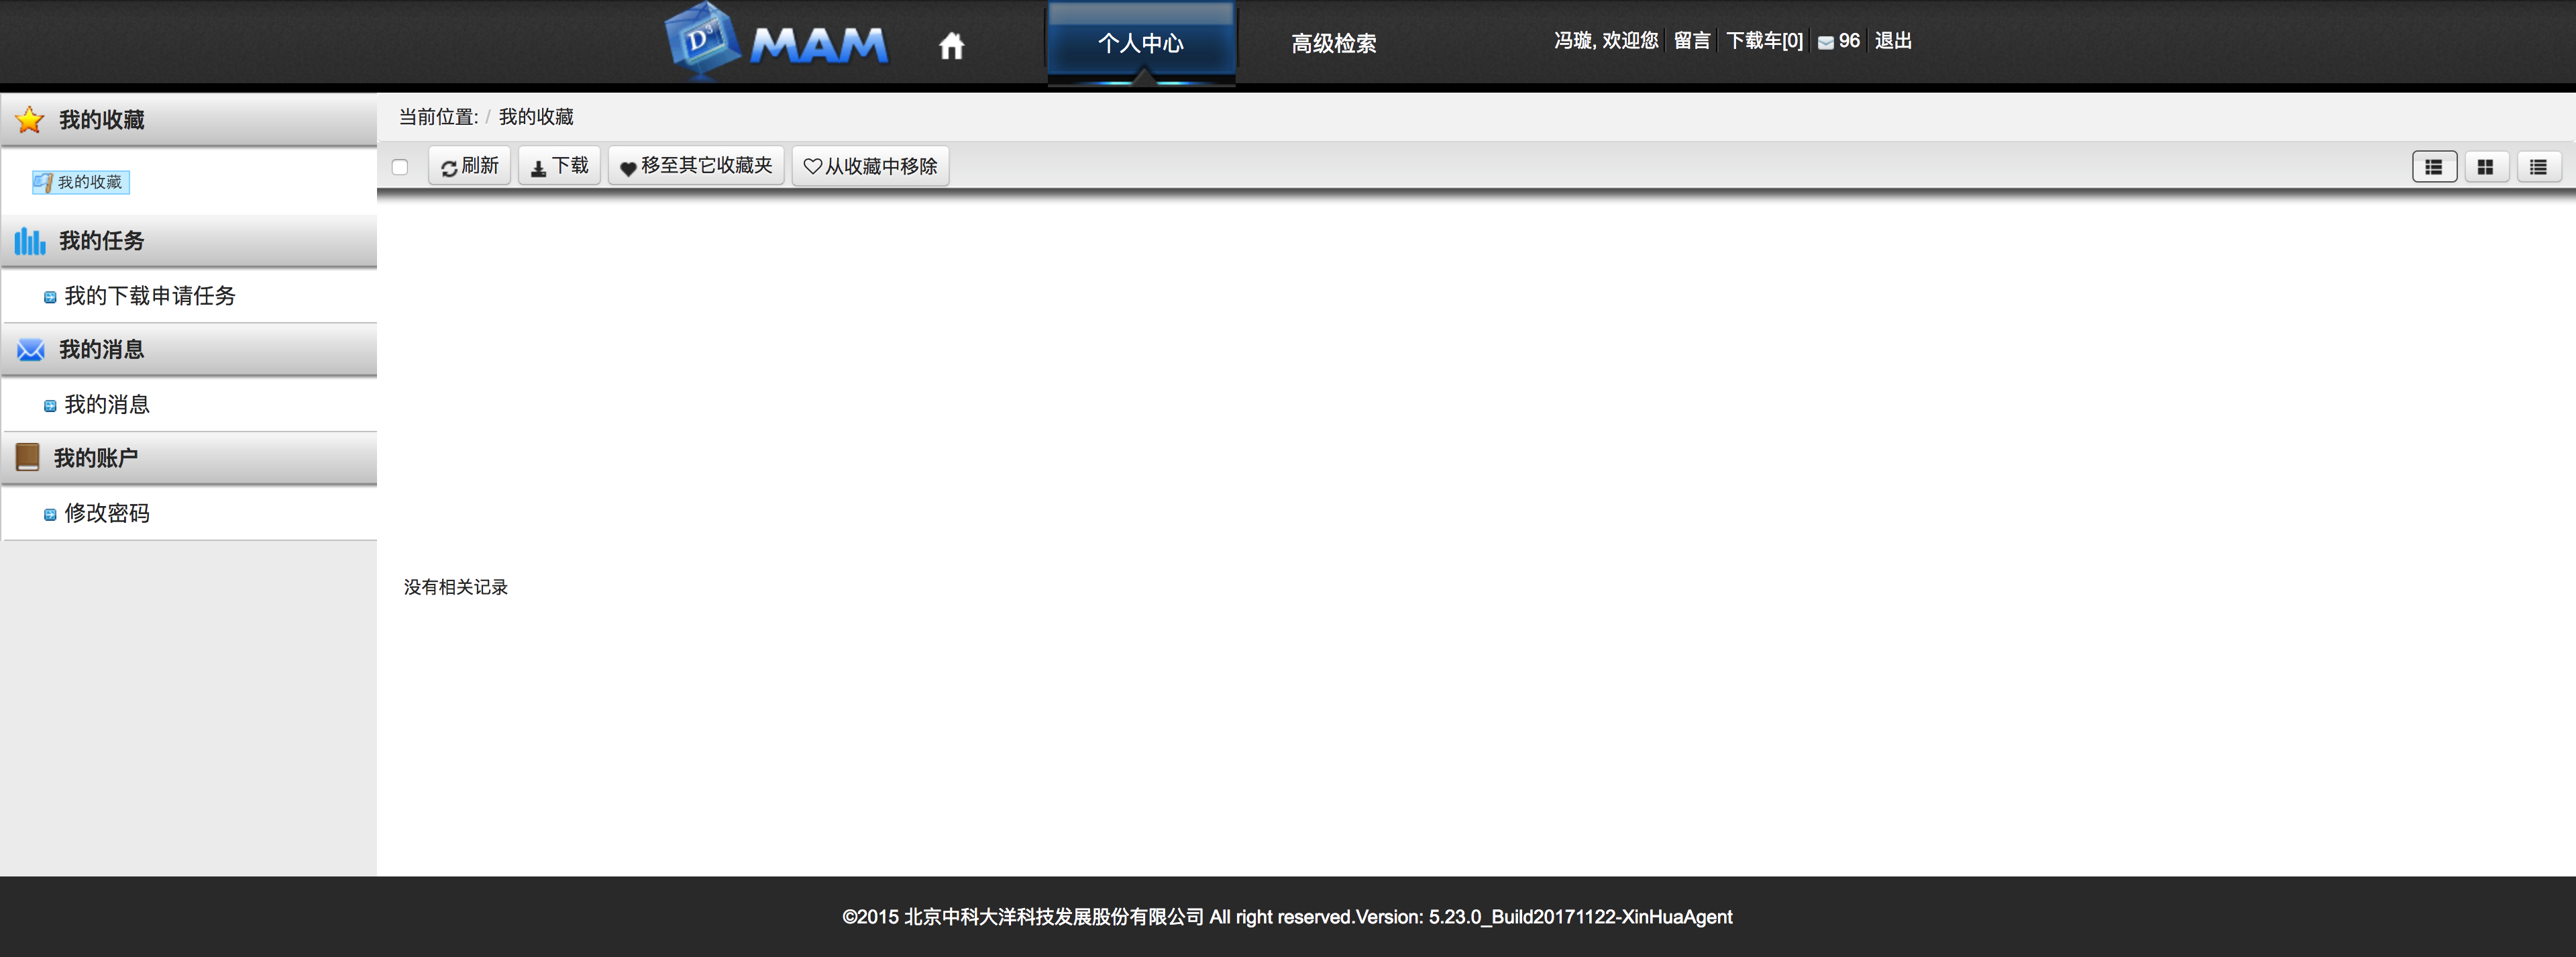 D³ MAM 个人中心 高级检索 冯璇, 欢迎您 留言 下载车[0] 96 退出
我的收藏
我的收藏
我的任务
我的下载申请任务
我的消息
我的消息
我的账户
修改密码
当前位置: / 我的收藏
刷新 下载 移至其它收藏夹 从收藏中移除
没有相关记录
©2015 北京中科大洋科技发展股份有限公司 All right reserved.Version: 5.23.0_Build20171122-XinHuaAgent